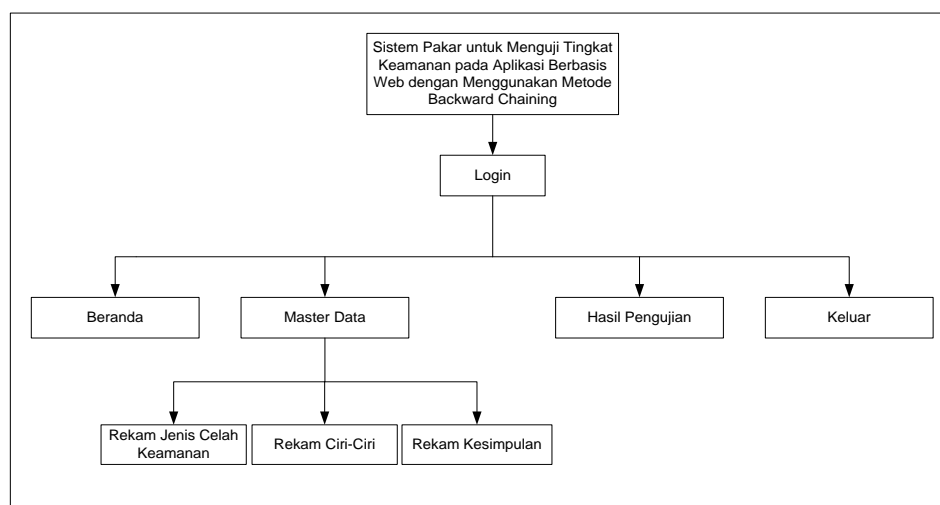 Sistem Pakar untuk Menguji Tingkat
Keamanan pada Aplikasi Berbasis
Web dengan Menggunakan Metode
Backward Chaining
Login
Beranda
Master Data
Hasil Pengujian
Keluar
Rekam Jenis Celah
Keamanan
Rekam Ciri-Ciri
Rekam Kesimpulan